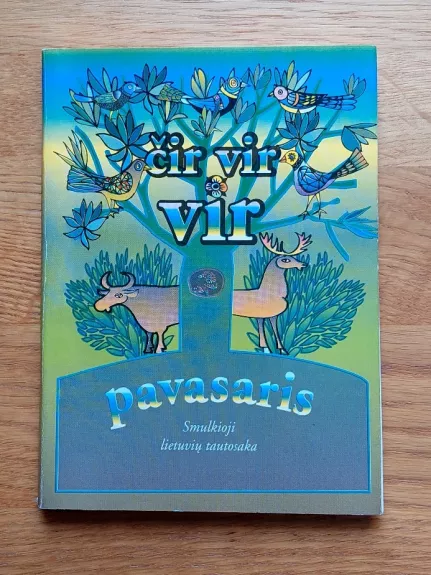 čir vir
vir
pavasaris
Smulkioji
lietuvių tautosaka